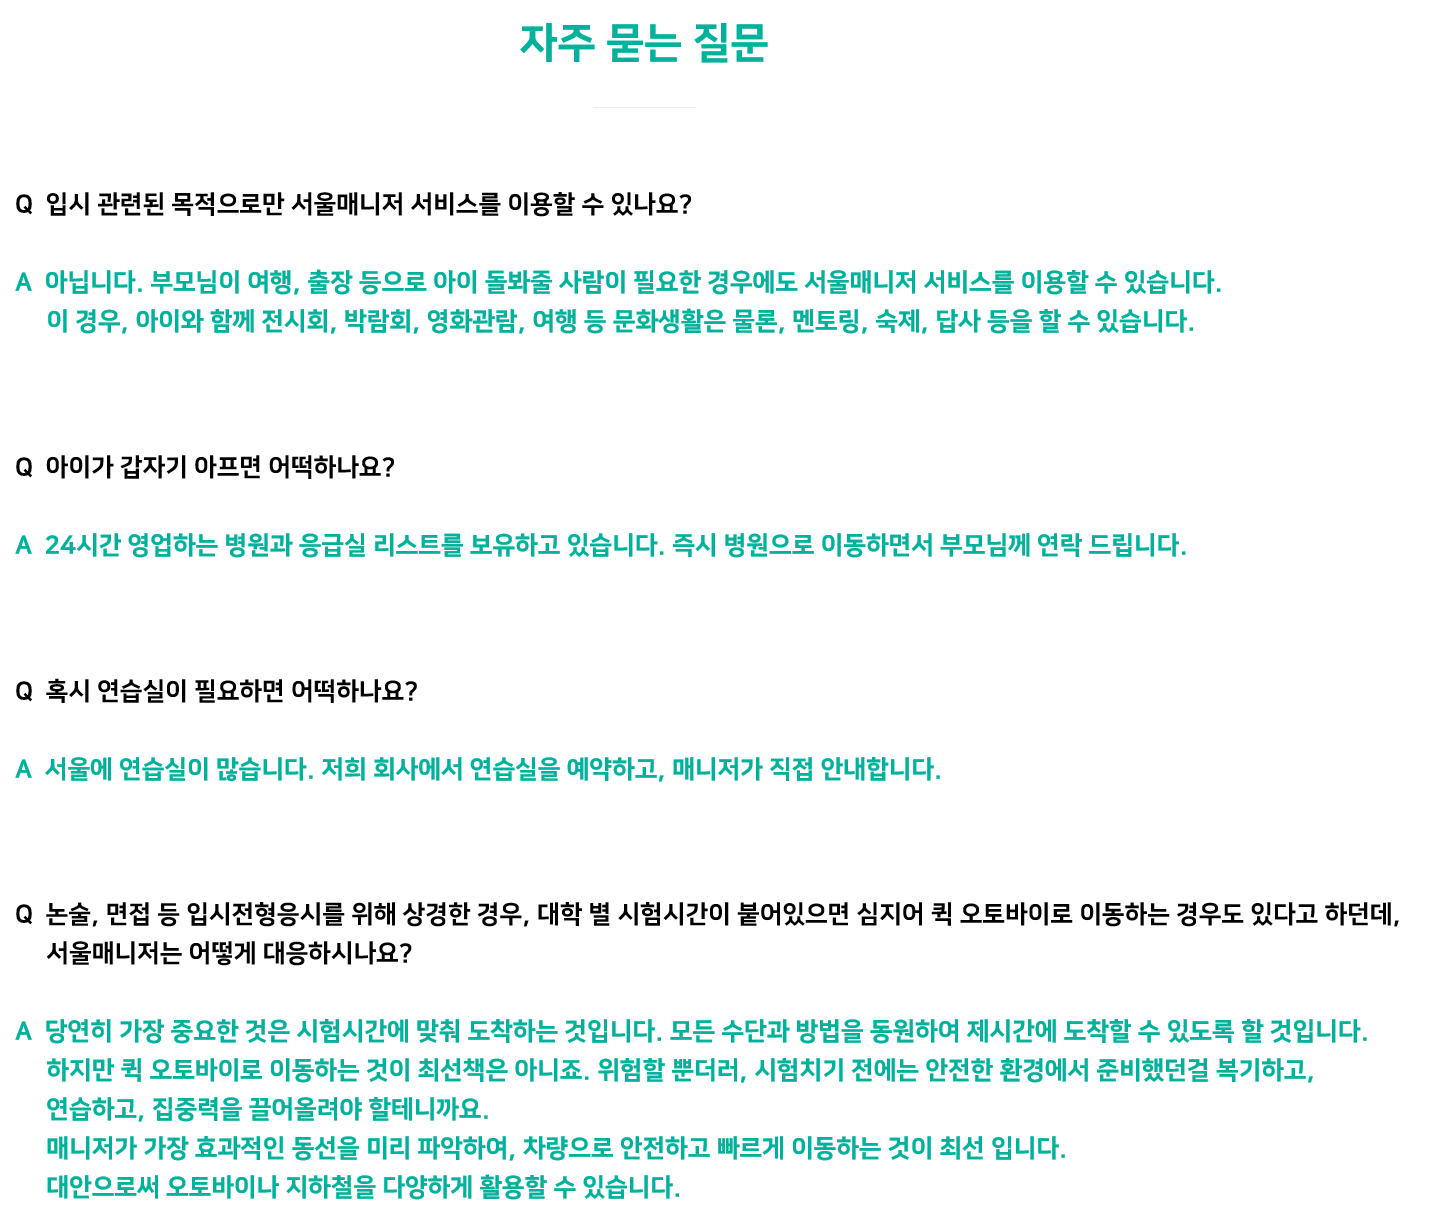 자주 묻는 질문
Q 입시 관련된 목적으로만 서울매니저 서비스를 이용할 수 있나요?
A 아닙니다. 부모님이 여행, 출장 등으로 아이 돌봐줄 사람이 필요한 경우에도 서울매니저 서비스를 이용할 수 있습니다.
이 경우, 아이와 함께 전시회, 박람회, 영화관람, 여행 등 문화생활은 물론, 멘토링, 숙제, 답사 등을 할 수 있습니다.
Q 아이가 갑자기 아프면 어떡하나요?
A 24시간 영업하는 병원과 응급실 리스트를 보유하고 있습니다. 즉시 병원으로 이동하면서 부모님께 연락 드립니다.
Q 혹시 연습실이 필요하면 어떡하나요?
A 서울에 연습실이 많습니다. 저희 회사에서 연습실을 예약하고, 매니저가 직접 안내합니다.
Q 논술, 면접 등 입시전형응시를 위해 상경한 경우, 대학 별 시험시간이 붙어있으면 심지어 퀵 오토바이로 이동하는 경우도 있다고 하던데,
서울매니저는 어떻게 대응하시나요?
A 당연히 가장 중요한 것은 시험시간에 맞춰 도착하는 것입니다. 모든 수단과 방법을 동원하여 제시간에 도착할 수 있도록 할 것입니다.
하지만 퀵 오토바이로 이동하는 것이 최선책은 아니죠. 위험할 뿐더러, 시험치기 전에는 안전한 환경에서 준비했던걸 복기하고,
연습하고, 집중력을 끌어올려야 할테니까요.
매니저가 가장 효과적인 동선을 미리 파악하여, 차량으로 안전하고 빠르게 이동하는 것이 최선 입니다.
대안으로써 오토바이나 지하철을 다양하게 활용할 수 있습니다.